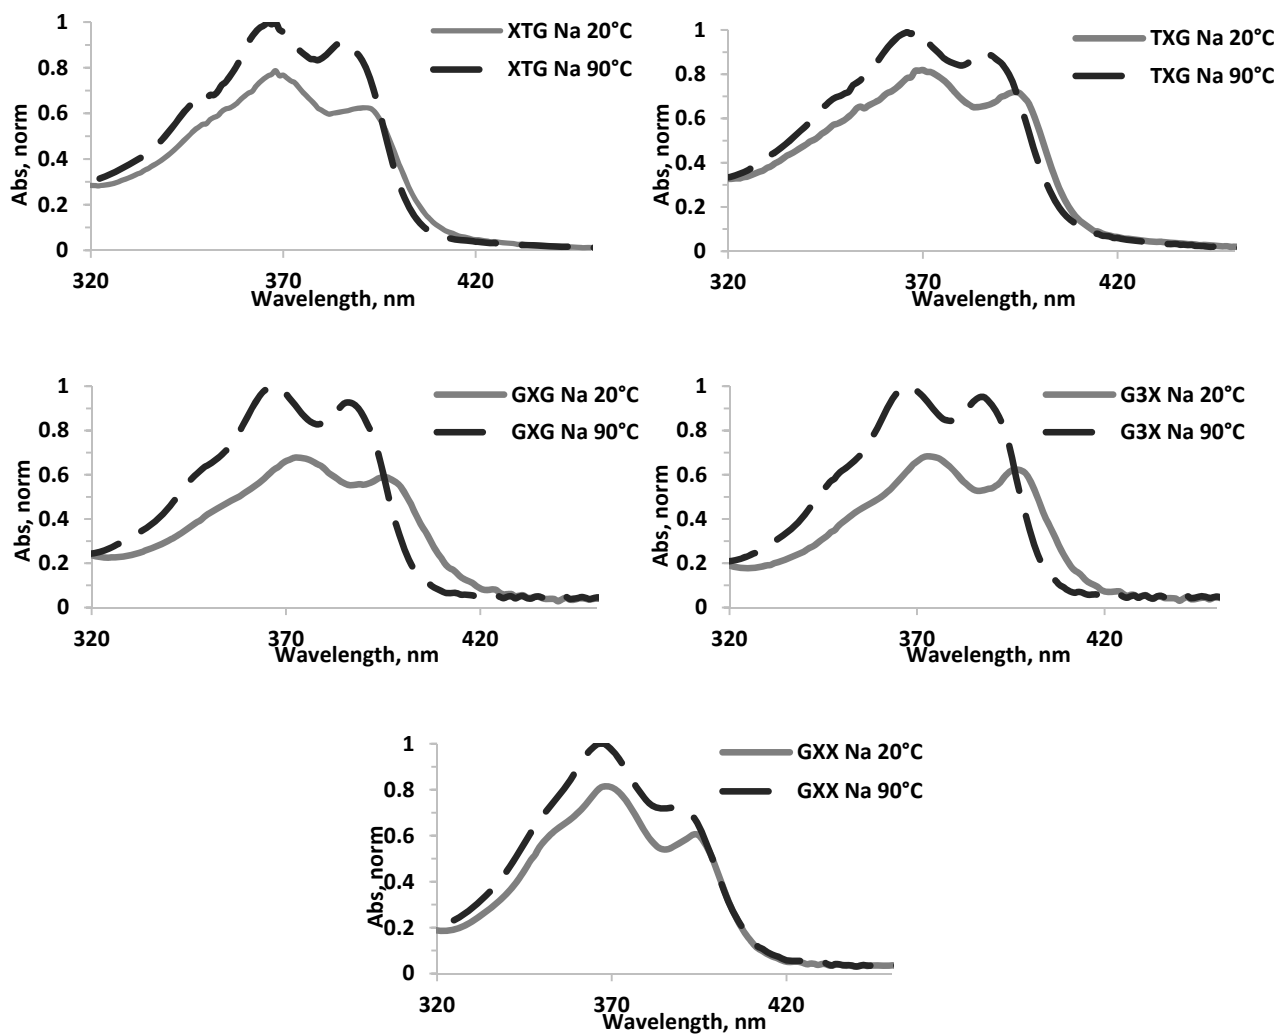 XTG Na 20°C
XTG Na 90°C
Abs, norm
1
0.8
0.6
0.4
0.2
0
320 370 420
Wavelength, nm
TXG Na 20°C
TXG Na 90°C
Abs, norm
1
0.8
0.6
0.4
0.2
0
320 370 420
Wavelength, nm
GXG Na 20°C
GXG Na 90°C
Abs, norm
1
0.8
0.6
0.4
0.2
0
320 370 420
Wavelength, nm
G3X Na 20°C
G3X Na 90°C
Abs, norm
1
0.8
0.6
0.4
0.2
0
320 370 420
Wavelength, nm
GXX Na 20°C
GXX Na 90°C
Abs, norm
1
0.8
0.6
0.4
0.2
0
320 370 420
Wavelength, nm